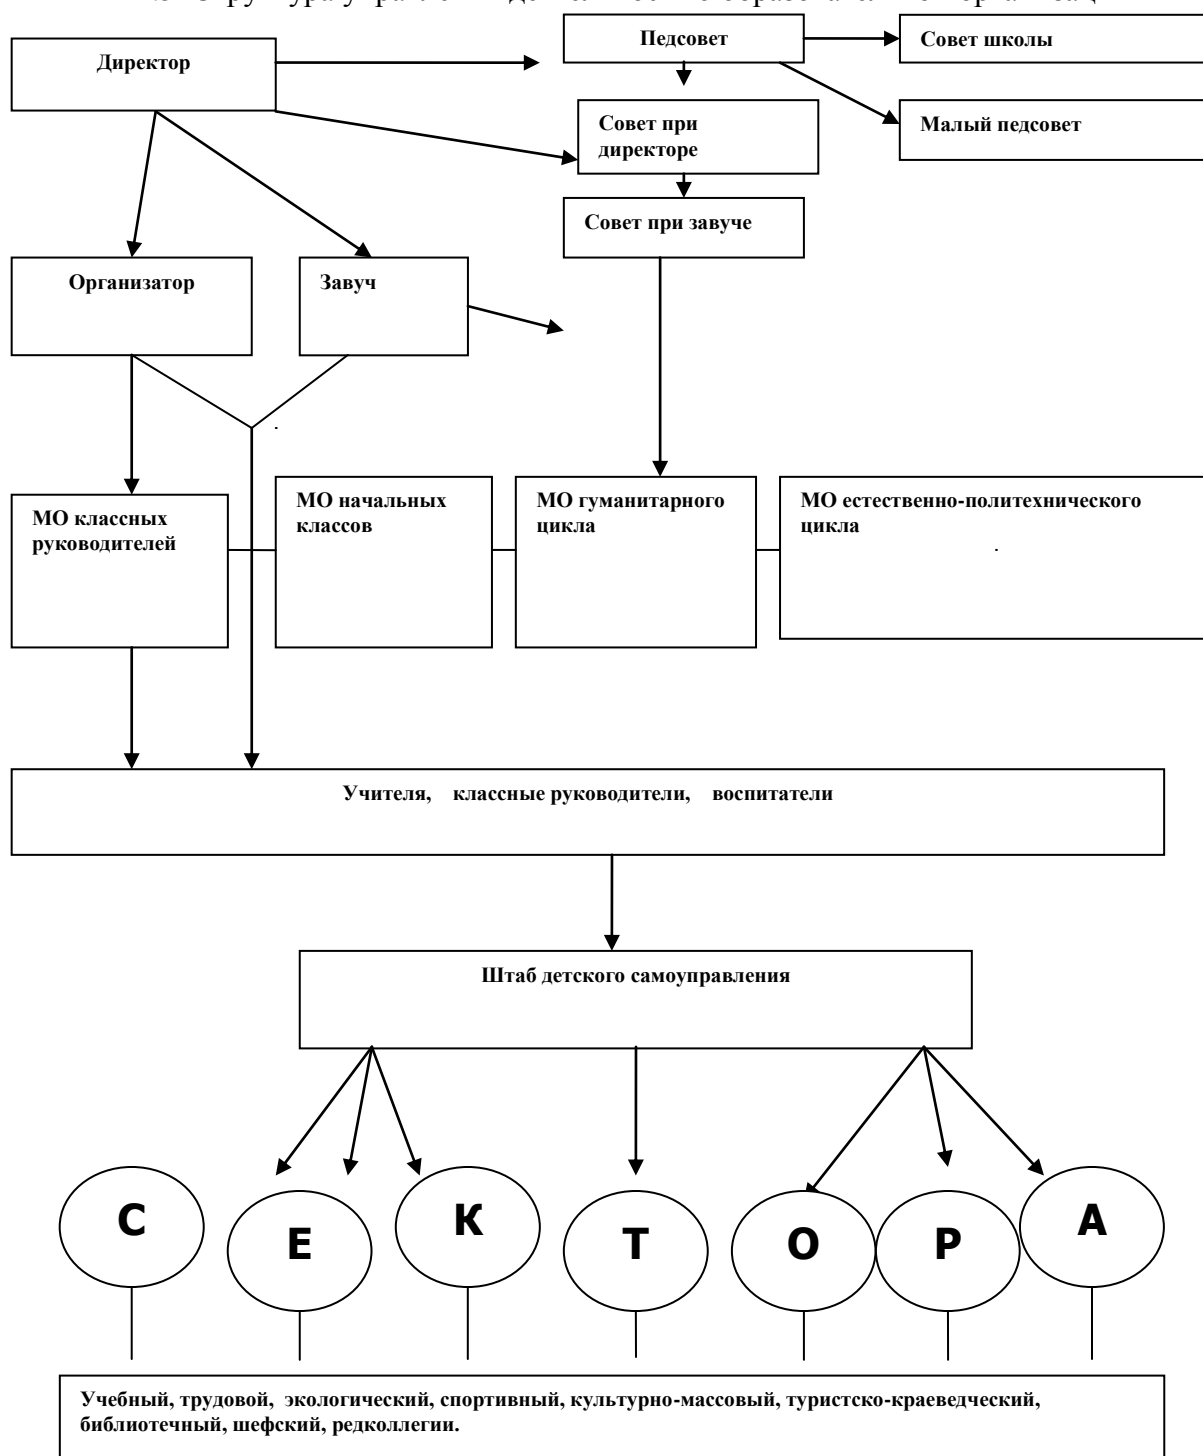 Педсовет
Совет школы
Директор
Совет при
директоре
Малый педсовет
Совет при завуче
Организатор
Завуч
МО классных
руководителей
МО начальных
классов
МО гуманитарного
цикла
МО естественно-политехнического
цикла
Учителя, классные руководители, воспитатели
Штаб детского самоуправления
С Е К Т О Р А
Учебный, трудовой, экологический, спортивный, культурно-массовый, туристско-краеведческий,
библиотечный, шефский, редколлегии.